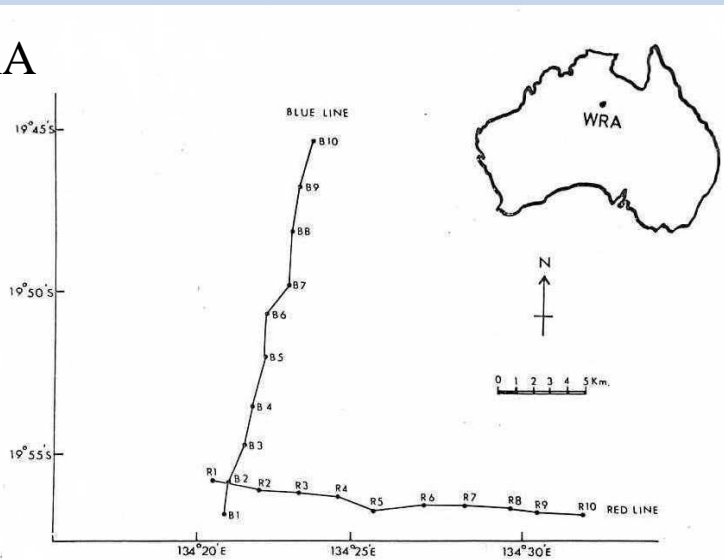 A
BLUE LINE
19°45'S
B10
B9
B8
B7
19°50'S
B6
B5
B4
B3
19°55'S
R1
B2
R2
R3
R4
R5
R6
R7
R8
R9
R10
RED LINE
B1
134°20'E
134°25'E
134°30'E
WRA
N
0 1 2 3 4 5 Km.